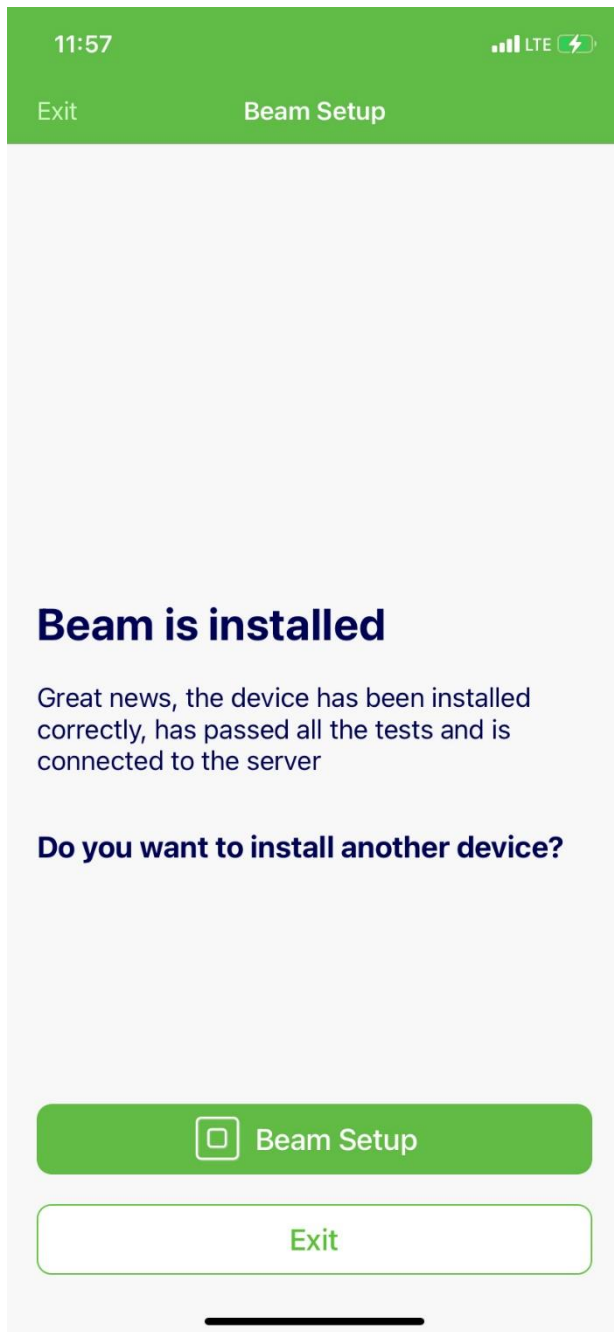 11:57
LTE
Exit
Beam Setup
Beam is installed
Great news, the device has been installed
correctly, has passed all the tests and is
connected to the server
Do you want to install another device?
Beam Setup
Exit